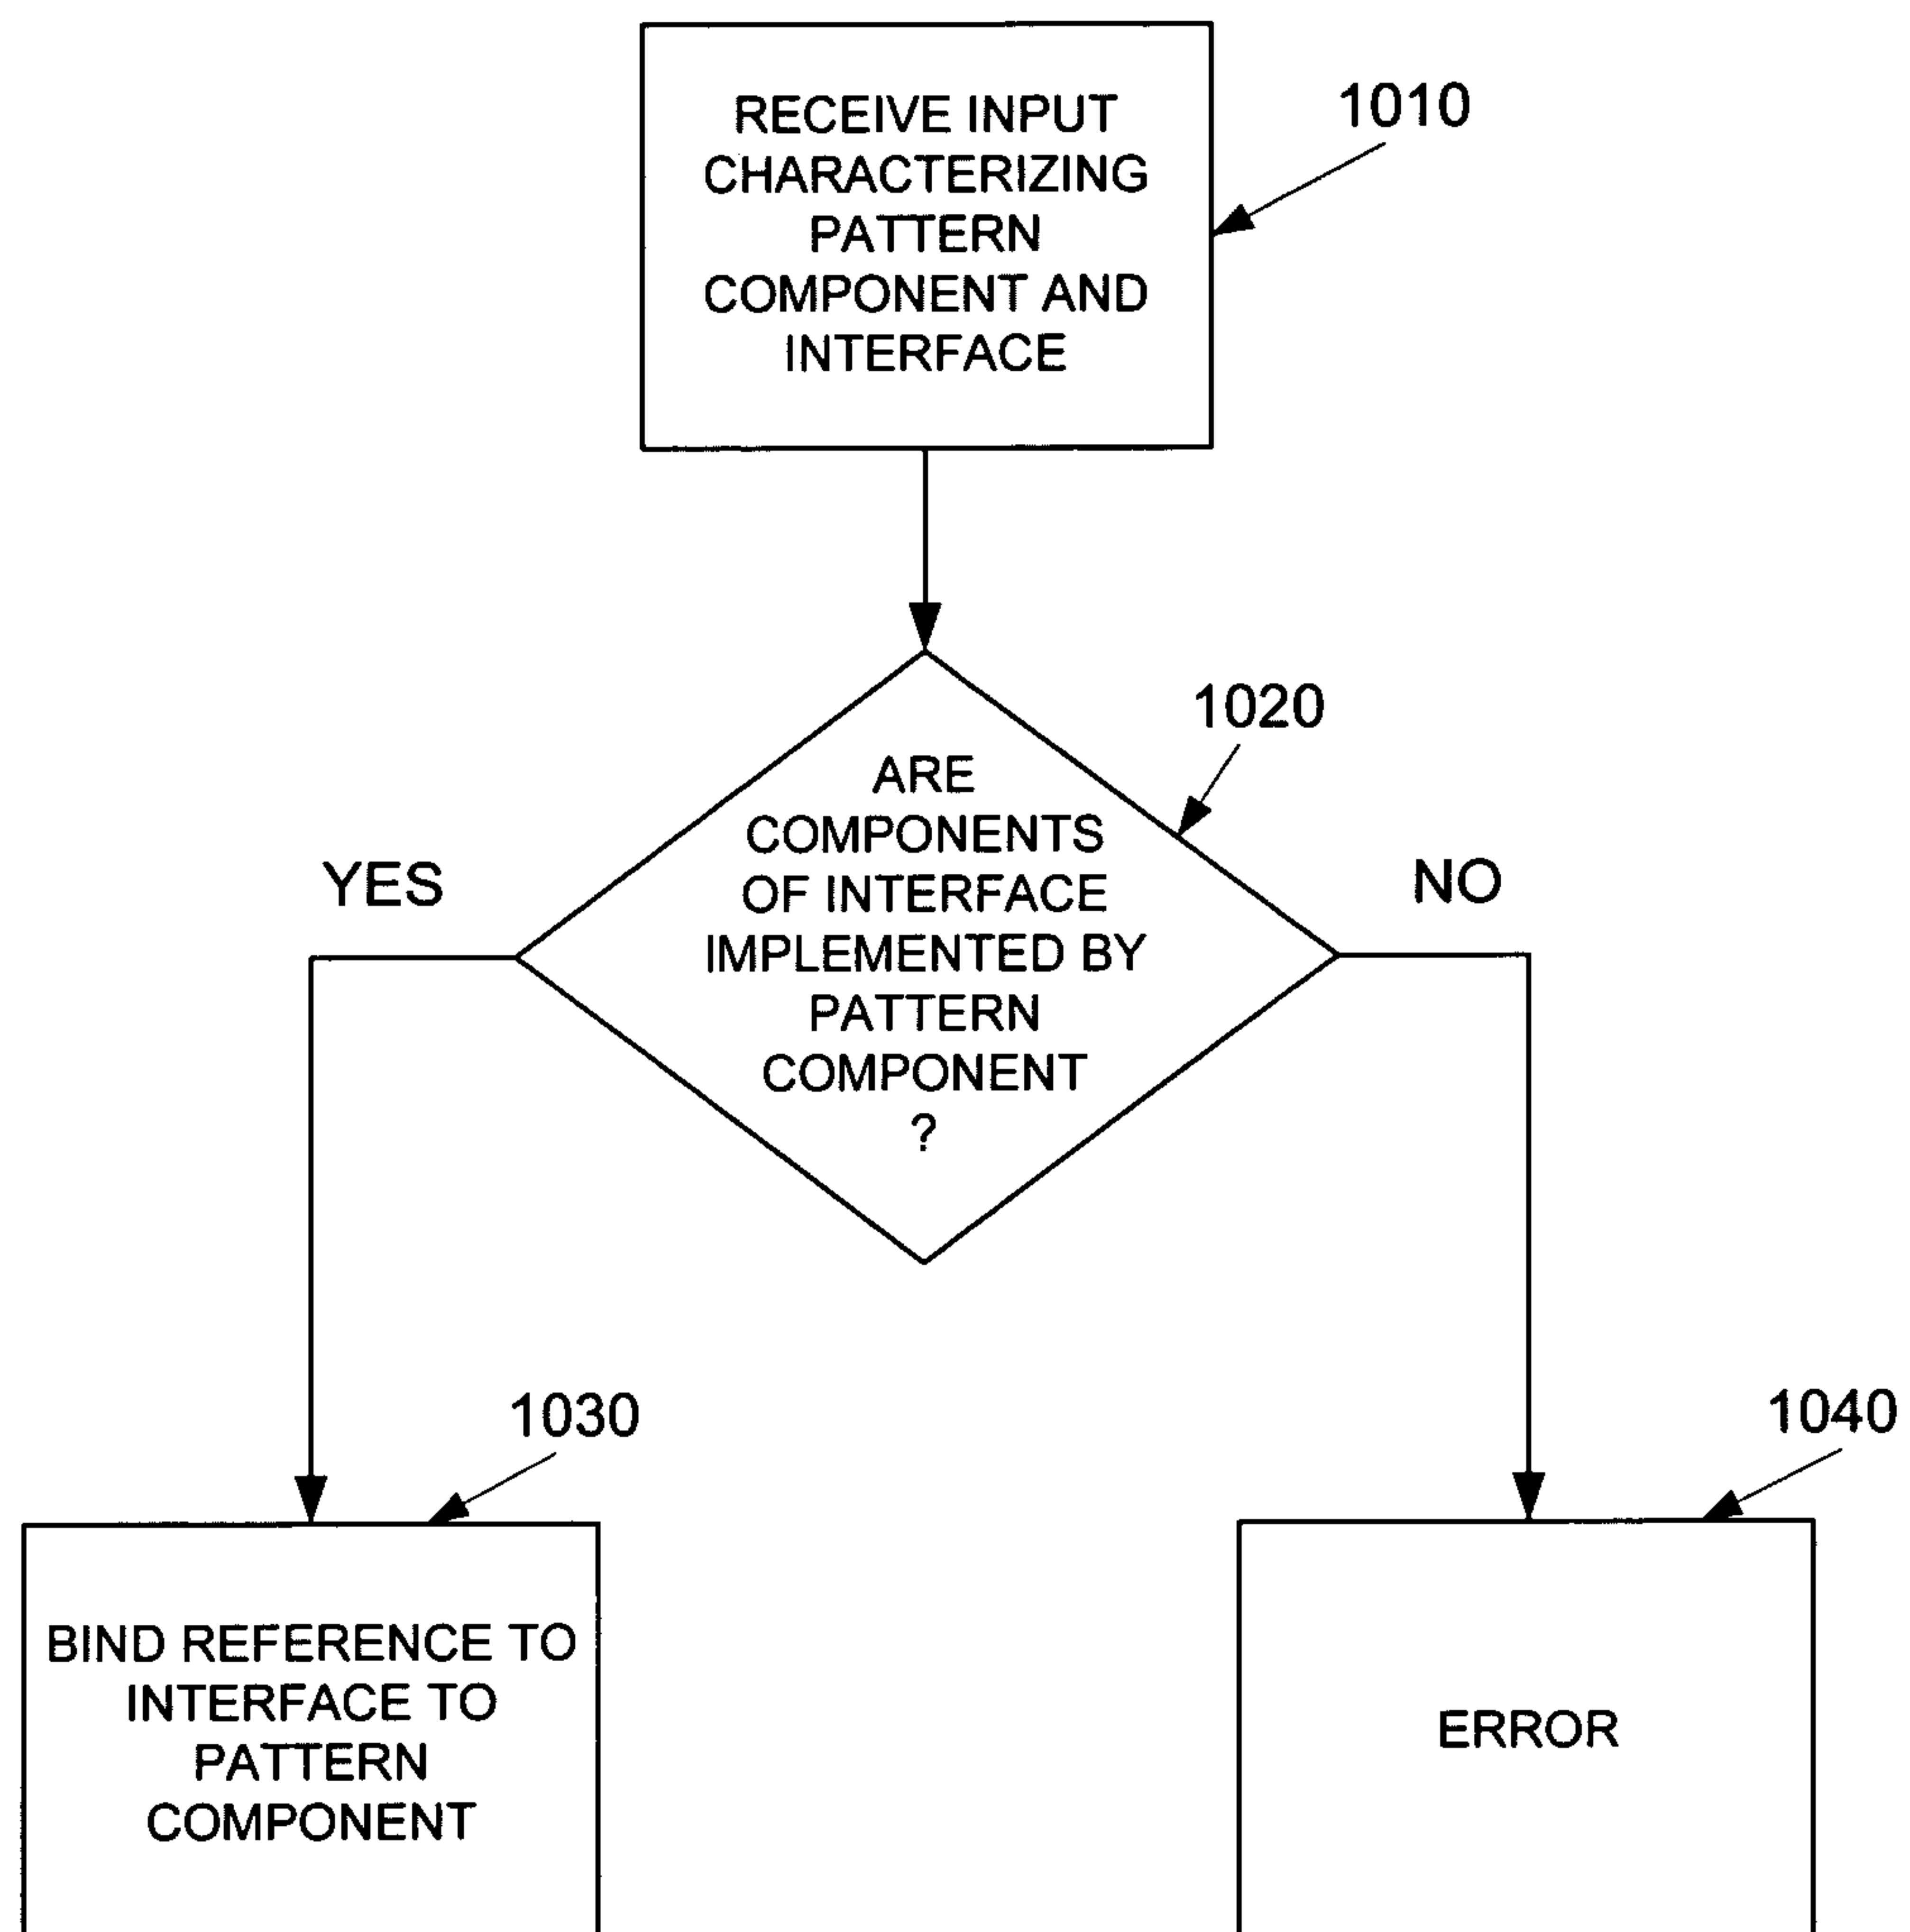 RECEIVE INPUT
CHARACTERIZING
PATTERN
COMPONENT AND
INTERFACE
1010
1020
ARE
COMPONENTS
OF INTERFACE
IMPLEMENTED BY
PATTERN
COMPONENT
?
YES
NO
1030
1040
BIND REFERENCE TO
INTERFACE TO
PATTERN
COMPONENT
ERROR